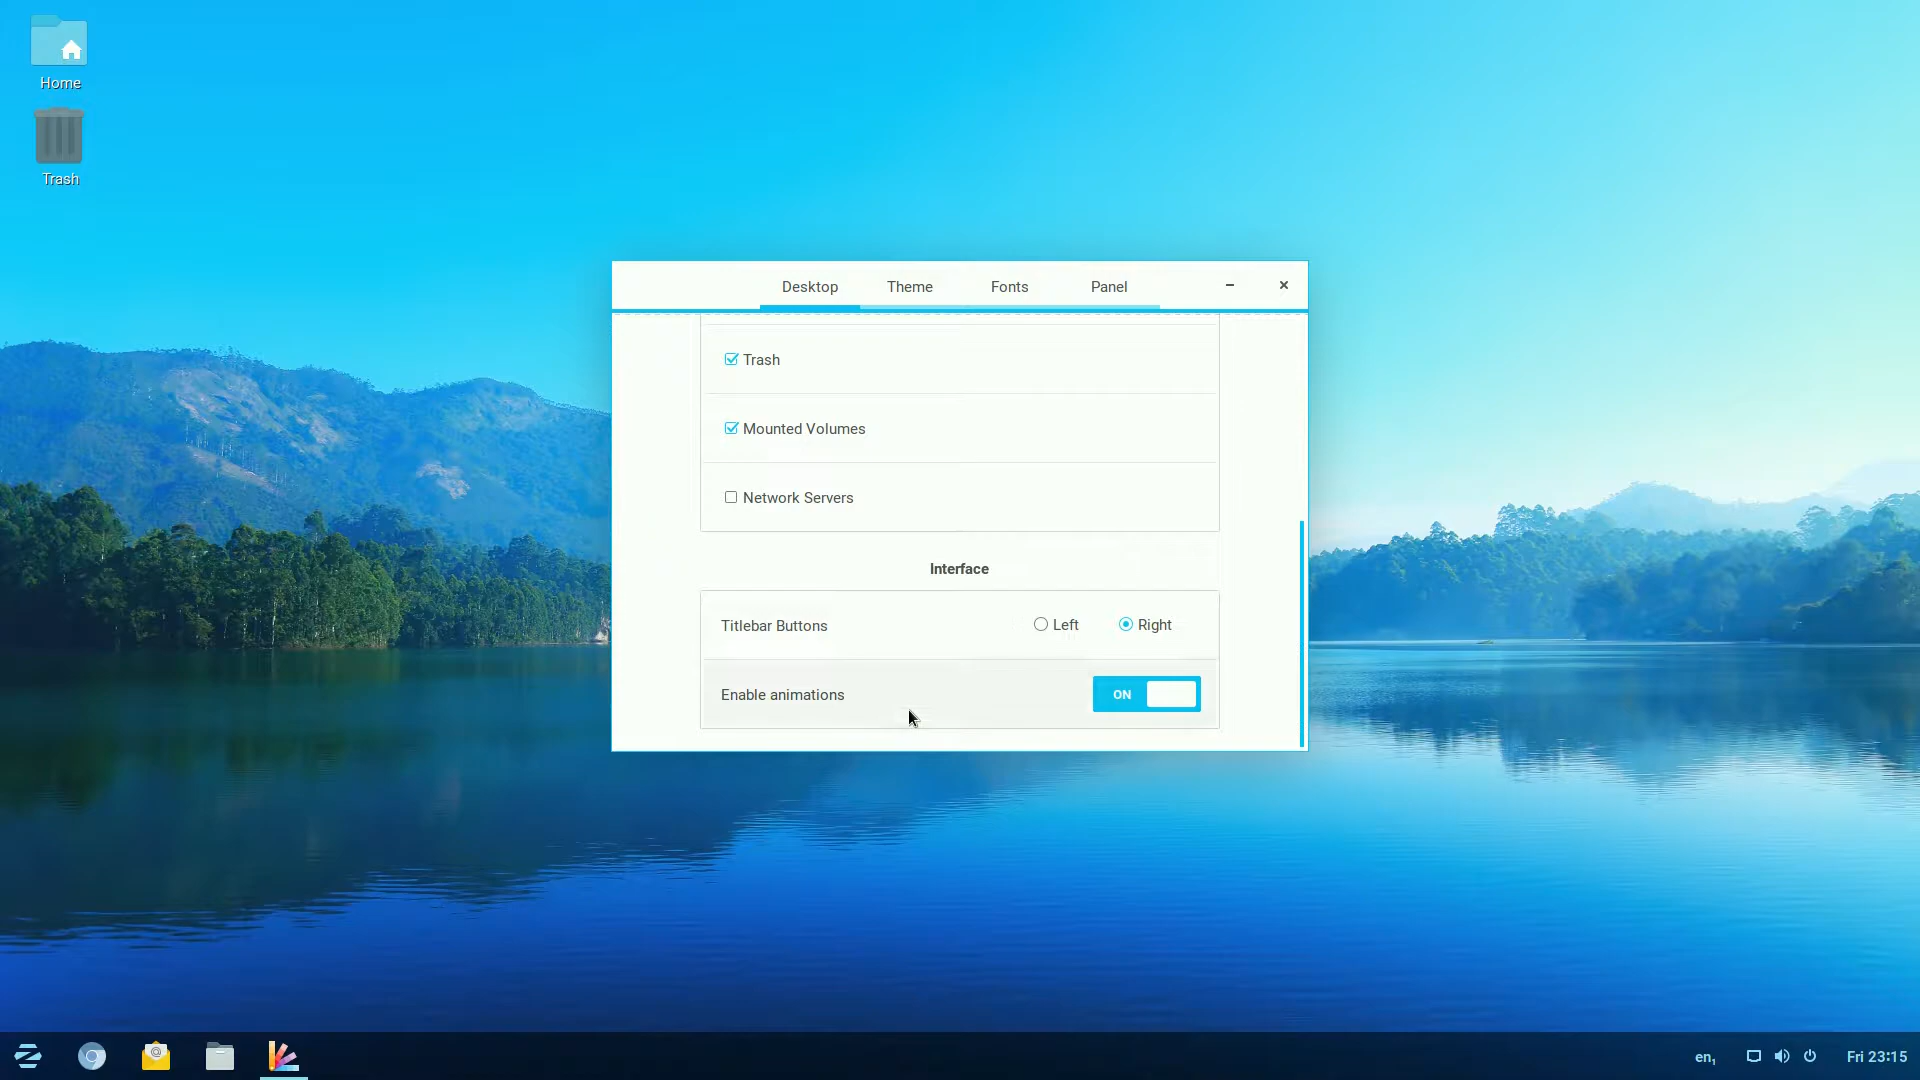 Home
Trash
Desktop
Theme
Fonts
Panel
Trash
Mounted Volumes
Network Servers
Interface
Titlebar Buttons
Left
Right
Enable animations
ON
en₁
Fri 23:15